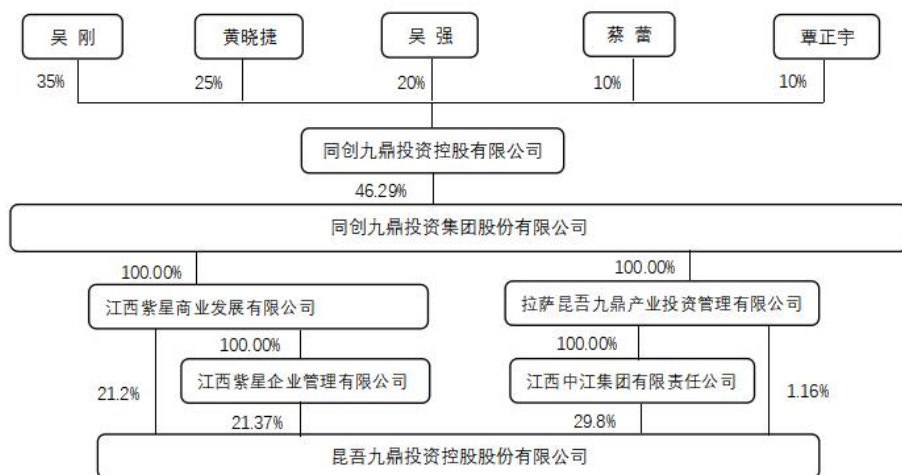 吴 刚
黄晓捷
吴 强
蔡 蕾
覃正宇
35%
25%
20%
10%
10%
同创九鼎投资控股有限公司
46.29%
同创九鼎投资集团股份有限公司
100.00%
100.00%
江西紫星商业发展有限公司
拉萨昆吾九鼎产业投资管理有限公司
100.00%
100.00%
21.2%
江西紫星企业管理有限公司
江西中江集团有限责任公司
1.16%
21.37%
29.8%
昆吾九鼎投资控股股份有限公司